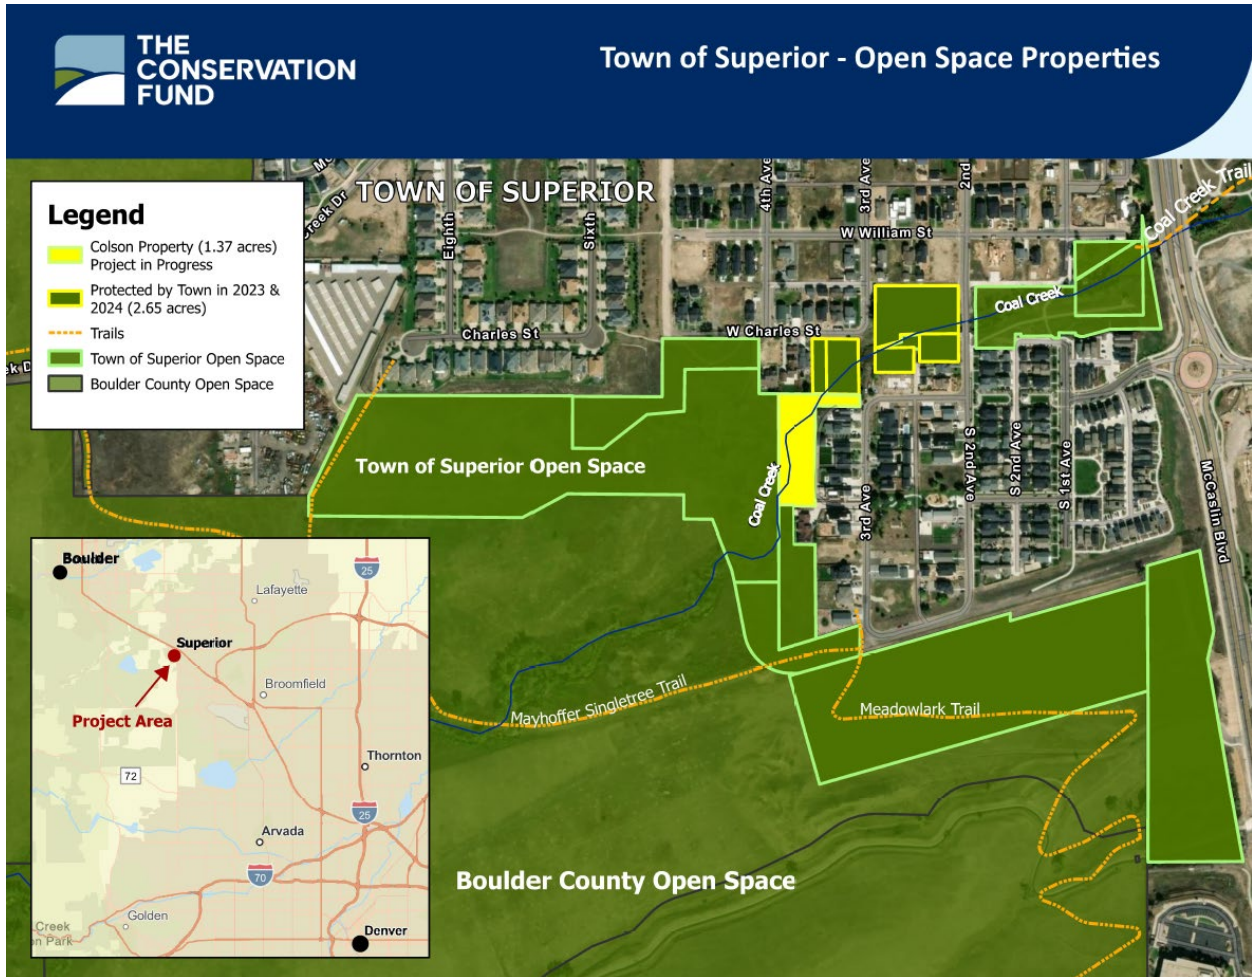 THE
CONSERVATION
FUND
Town of Superior - Open Space Properties
Legend
Colson Property (1.37 acres)
Project in Progress
Protected by Town in 2023 &
2024 (2.65 acres)
Trails
Town of Superior Open Space
Boulder County Open Space
TOWN OF SUPERIOR
Creek Dr
Eighth
Sixth
4th Ave
3rd Ave
2nd
W William St
Coal Creek Trail
Coal Creek
Charles St
W Charles St
Town of Superior Open Space
Coal Creek
3rd Ave
S 2nd Ave
S 2nd Ave
S 1st Ave
McCaslin Blvd
Mayhoffer Singletree Trail
Meadowlark Trail
Boulder County Open Space
Boulder
25
Lafayette
Superior
Broomfield
Project Area
Thornton
72
25
Arvada
70
Golden
Creek
on Park
Denver